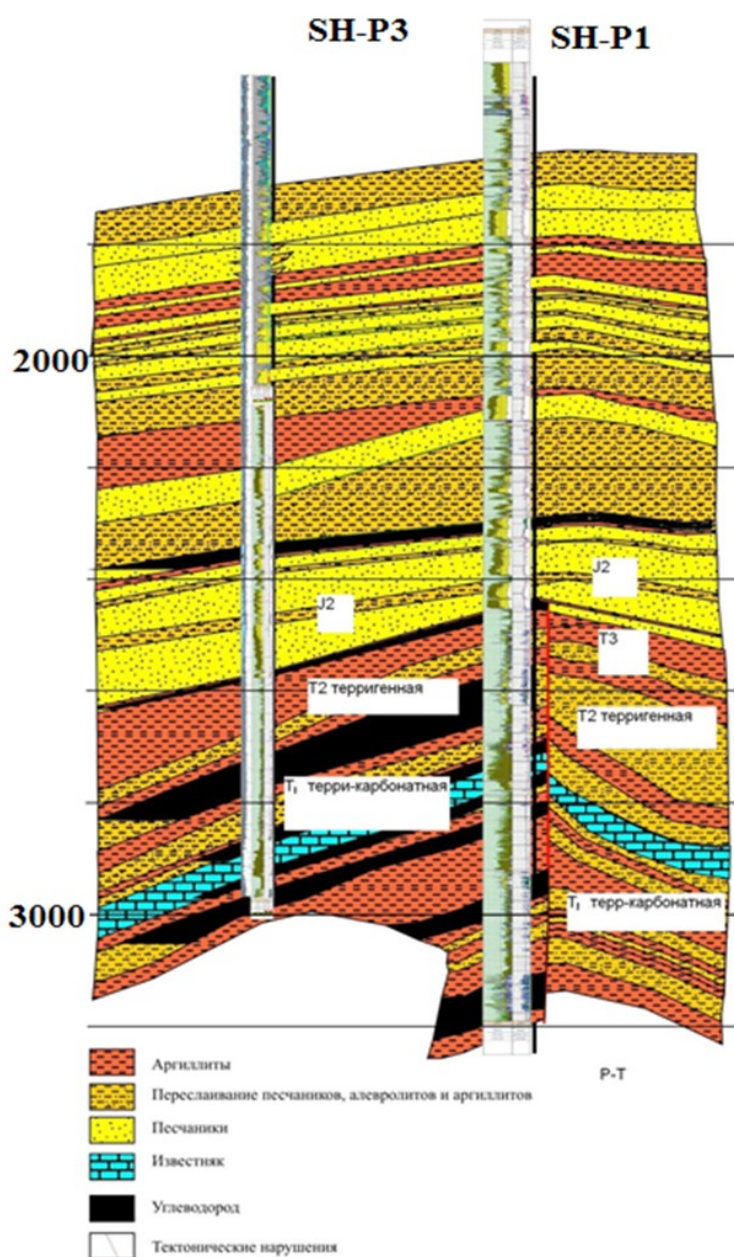 SH-P3
SH-P1
2000
J2
J2
T3
T2 терригенная
T2 терригенная
T₁ терри-карбонатная
T₁ терр-карбонатная
3000
P-T
Аргиллиты
Переслаивание песчаников, алевролитов и аргиллитов
Песчаники
Известняк
Углеводород
Тектонические нарушения